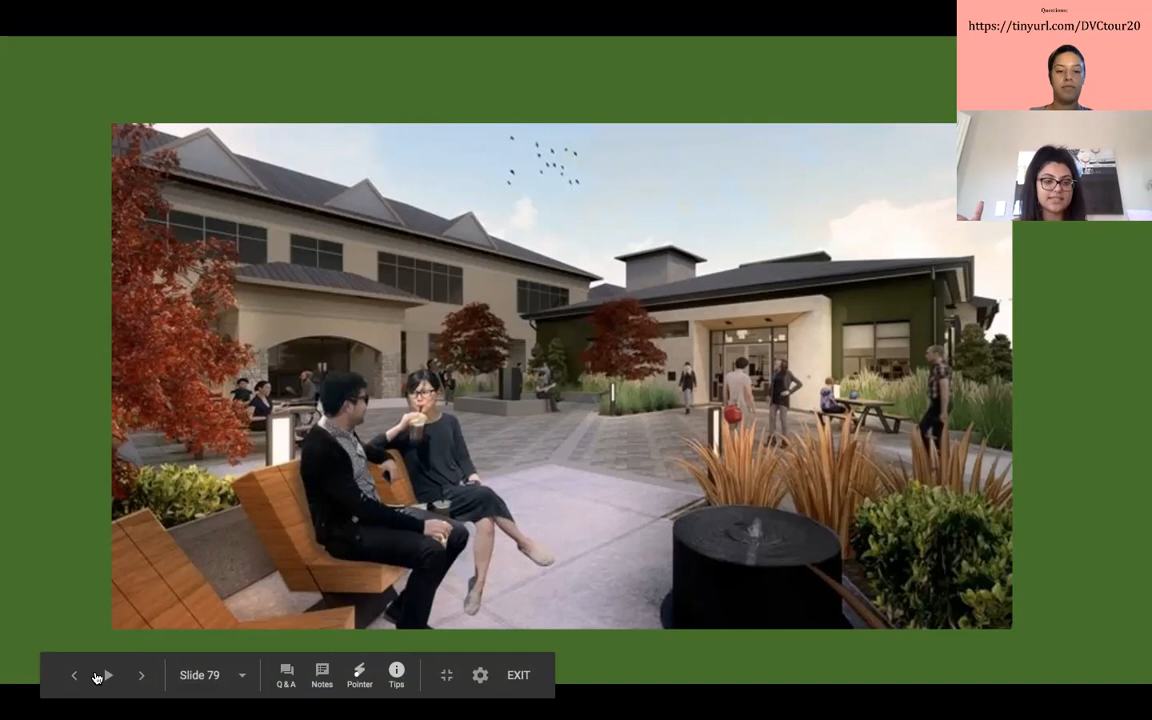 Questions:
https://tinyurl.com/DVCtour20
Slide 79
Q & A
Notes
Pointer
Tips
EXIT